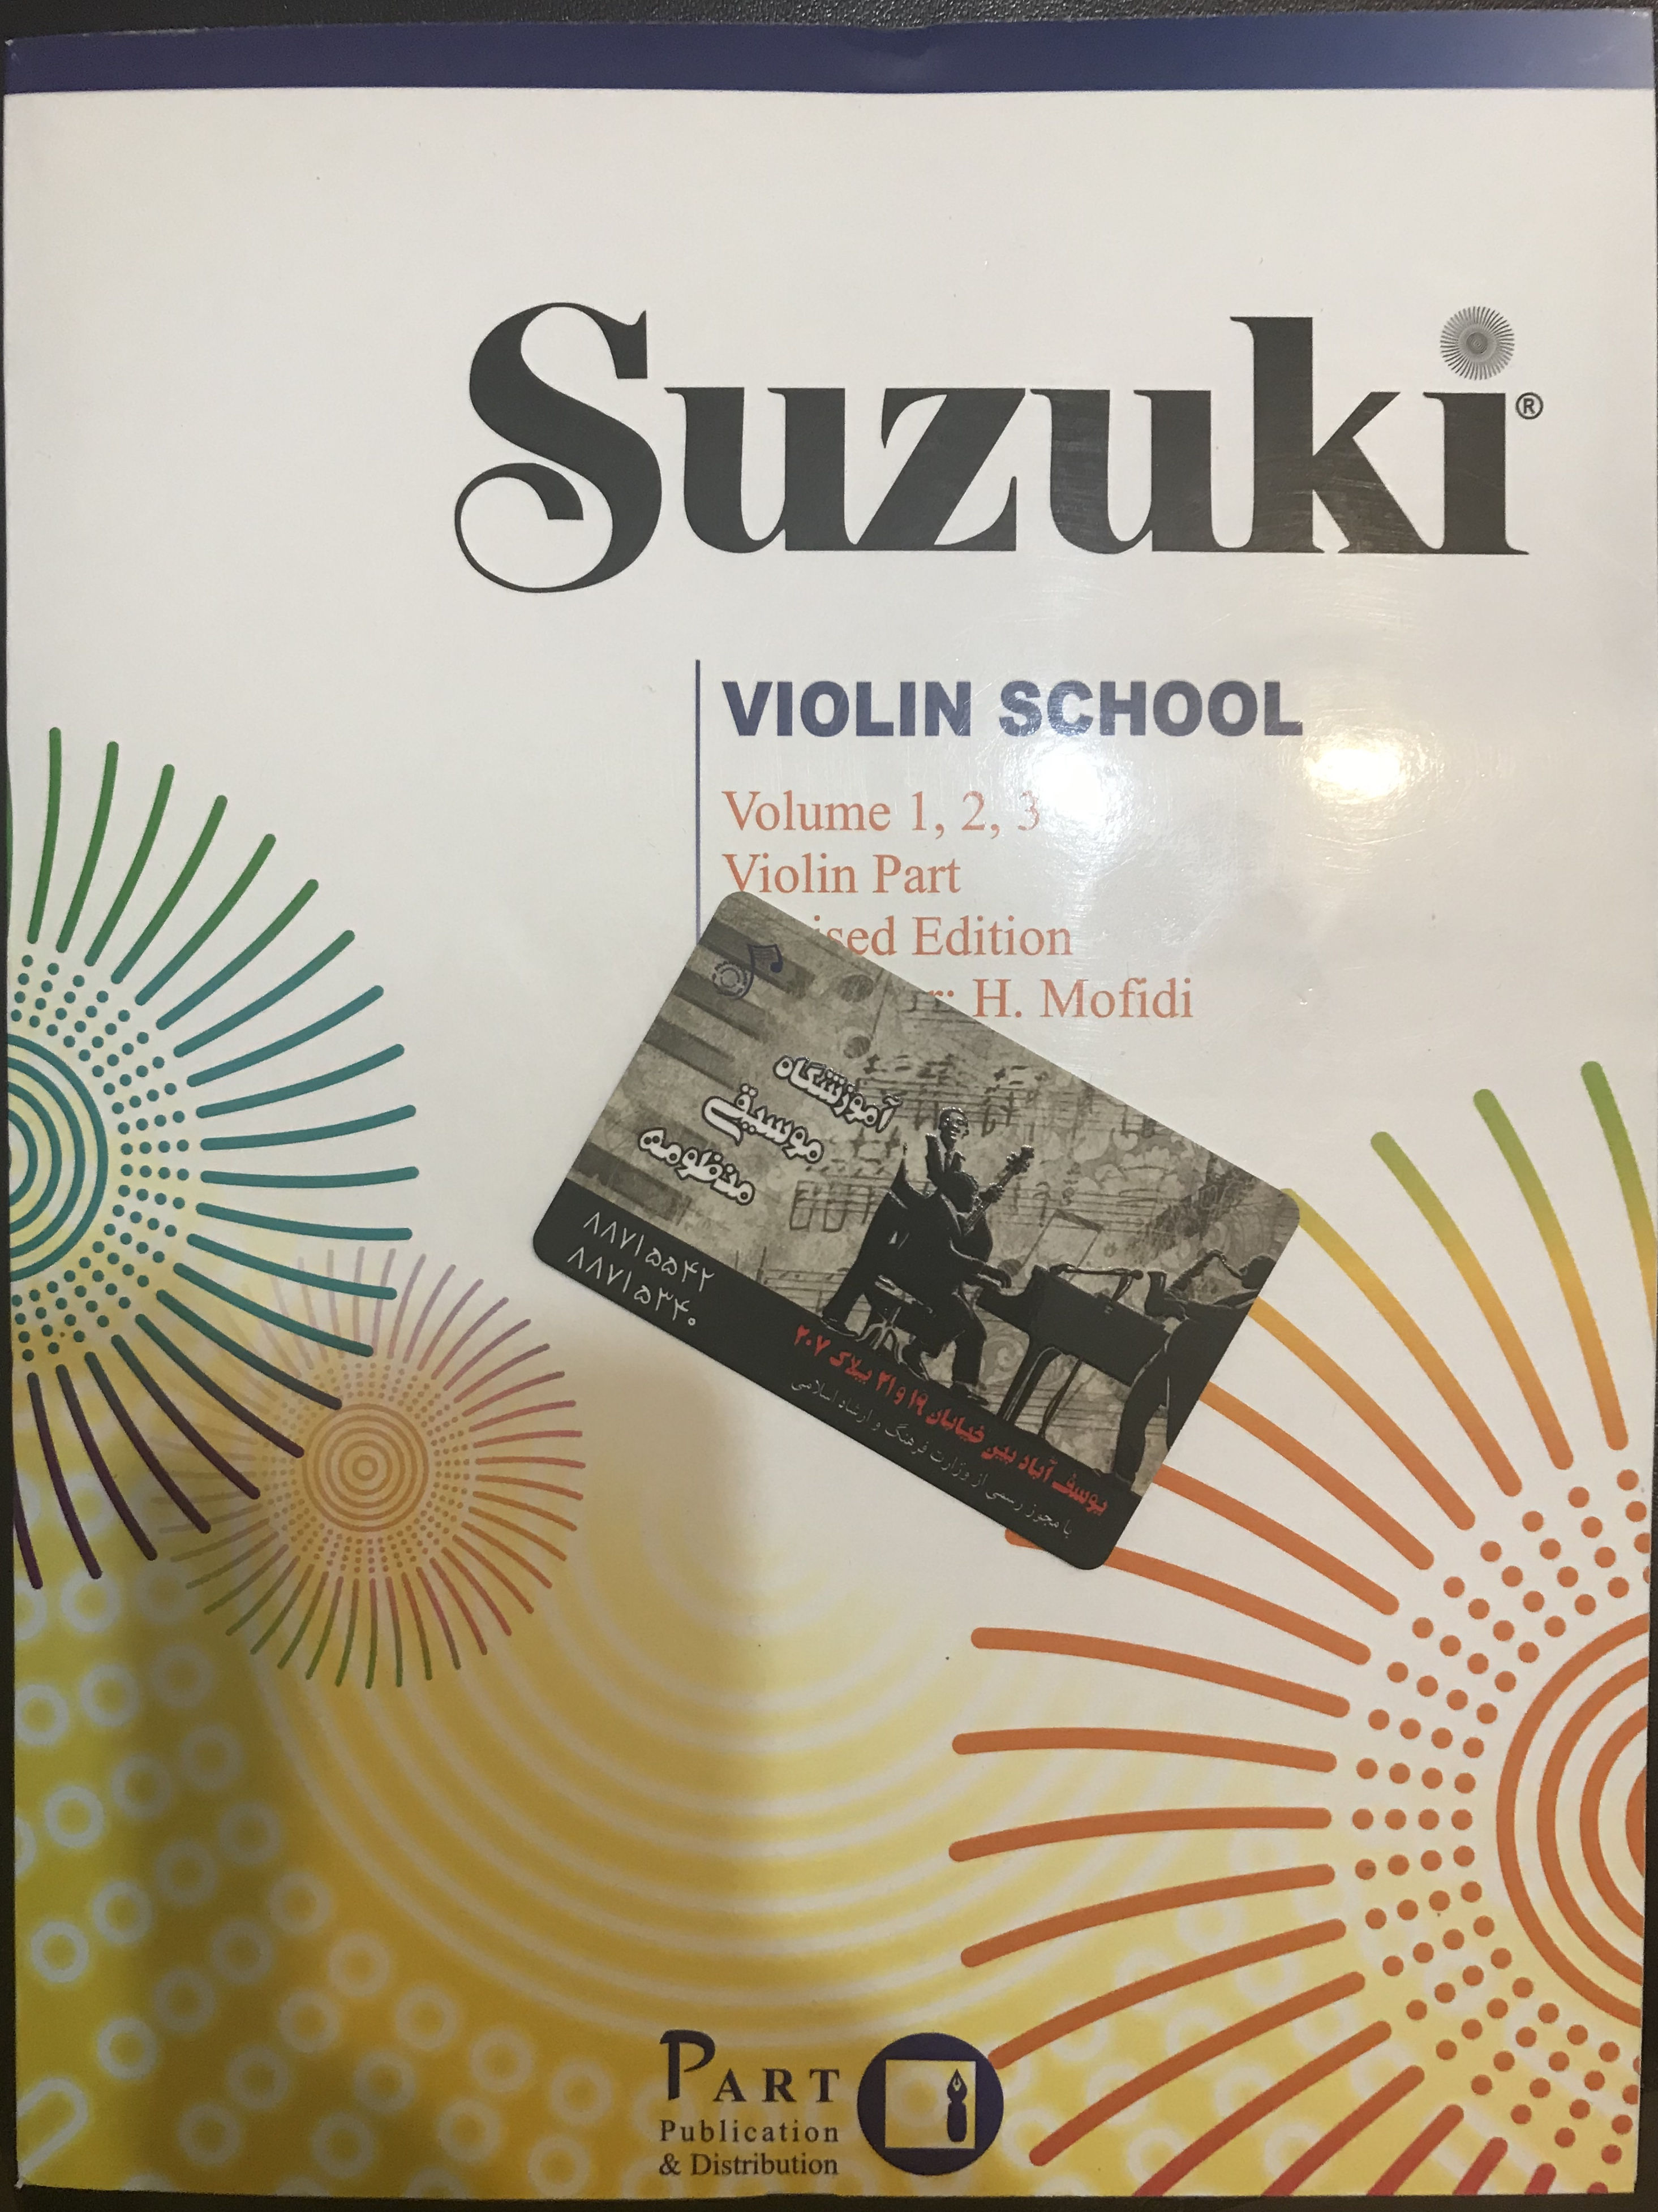 Suzuki®
VIOLIN SCHOOL
Volume 1, 2, 3
Violin Part
Edition
H. Mofidi
آموزشگاه
موسیقی
منظومه
۸۸۷۱۵۵۴۲
۸۸۷۱۵۳۴۰
یوسف آباد بین خیابان ۱۹ و ۲۱ پلاک ۲۰۷
با مجوز رسمی از وزارت فرهنگ و ارشاد اسلامی
PART
Publication
& Distribution